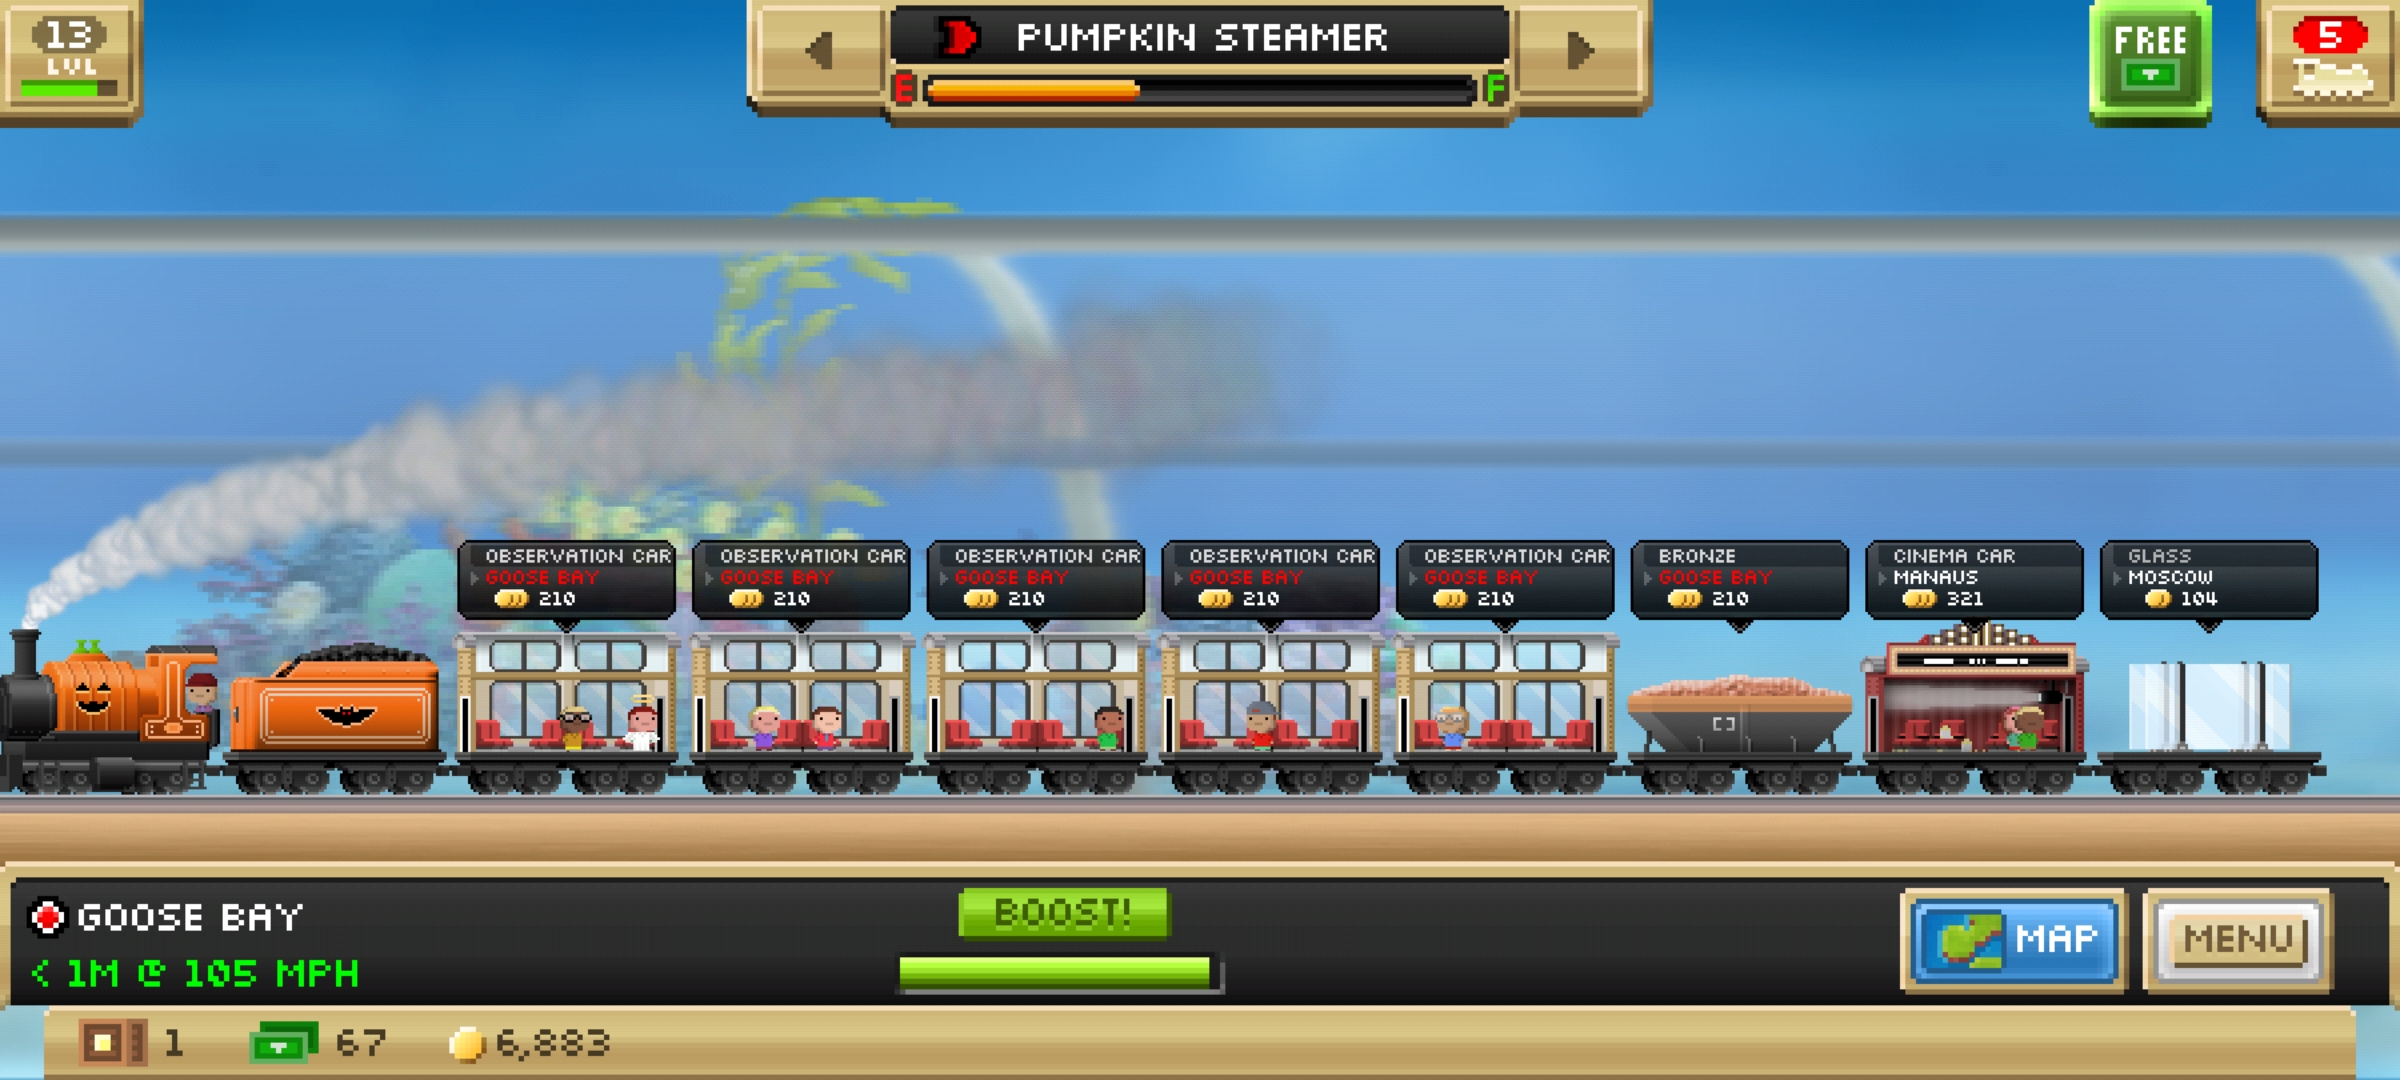 13
LVL
PUMPKIN STEAMER
E
F
FREE
5
OBSERVATION CAR
GOOSE BAY
210
OBSERVATION CAR
GOOSE BAY
210
OBSERVATION CAR
GOOSE BAY
210
OBSERVATION CAR
GOOSE BAY
210
OBSERVATION CAR
GOOSE BAY
210
BRONZE
GOOSE BAY
210
CINEMA CAR
MANAUS
321
GLASS
MOSCOW
104
GOOSE BAY
< 1M @ 105 MPH
BOOST!
MAP
MENU
1
67
6,883